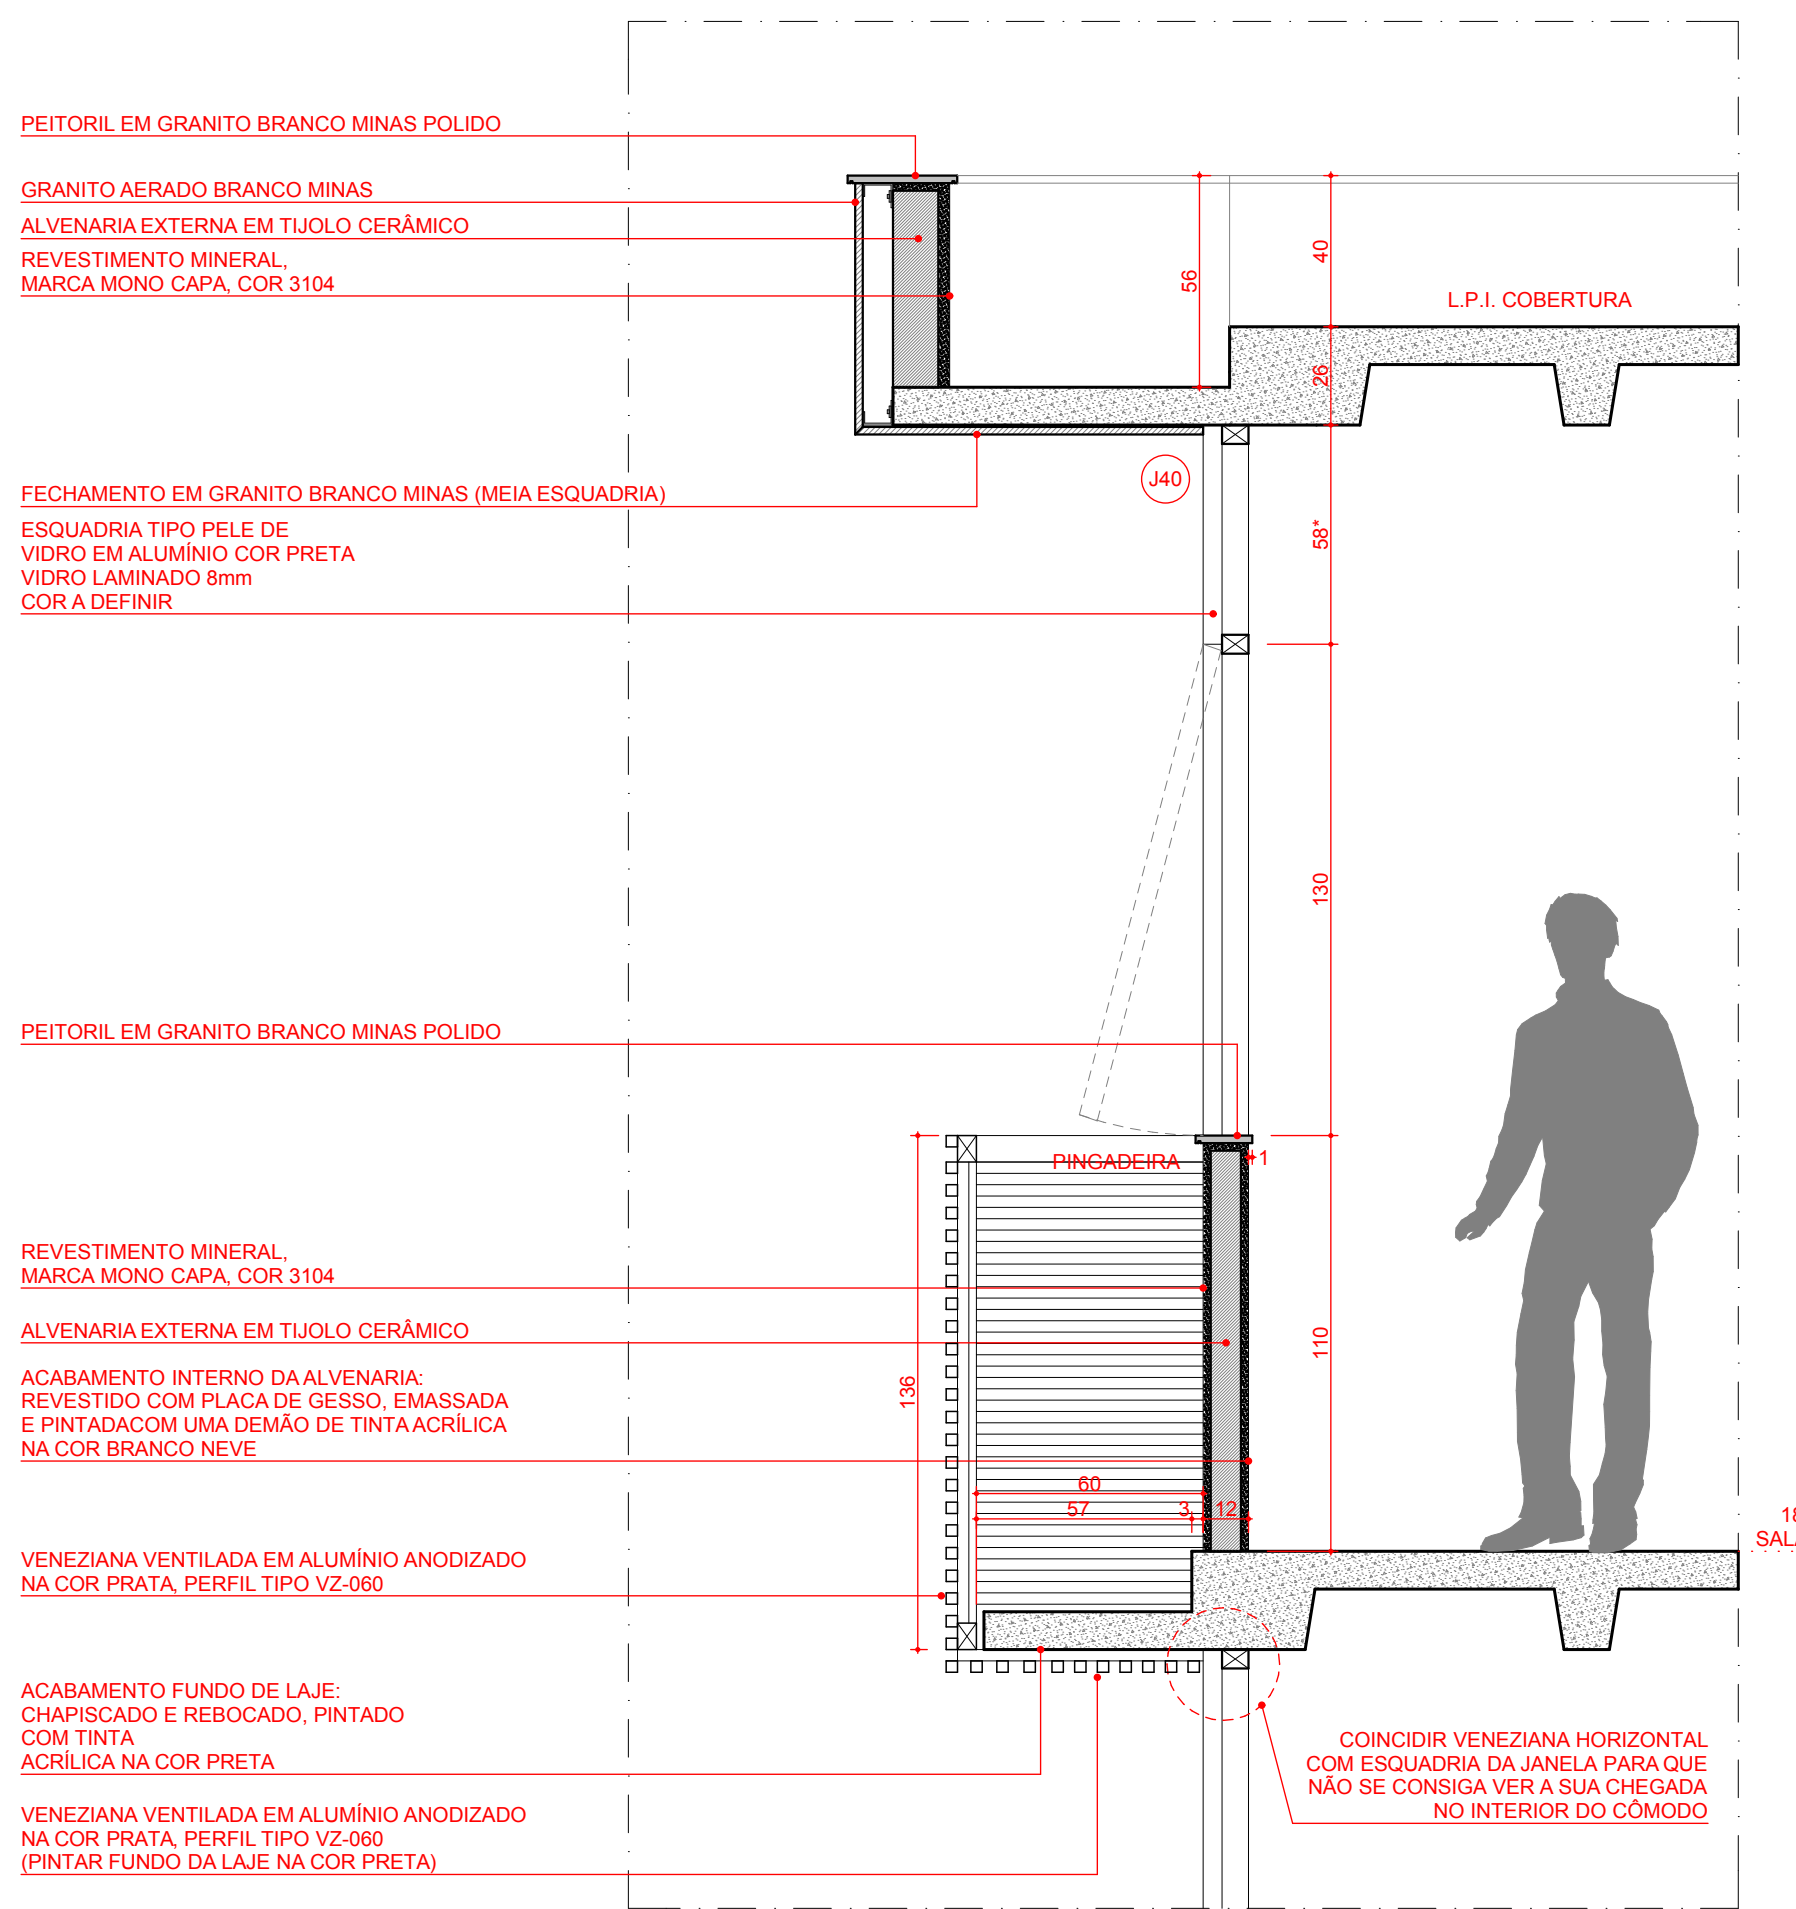 PEITORIL EM GRANITO BRANCO MINAS POLIDO
GRANITO AERADO BRANCO MINAS
ALVENARIA EXTERNA EM TIJOLO CERÂMICO
REVESTIMENTO MINERAL,
MARCA MONO CAPA, COR 3104
56
40
L.P.I. COBERTURA
26
J40
FECHAMENTO EM GRANITO BRANCO MINAS (MEIA ESQUADRIA)
ESQUADRIA TIPO PELE DE
VIDRO EM ALUMÍNIO COR PRETA
VIDRO LAMINADO 8mm
COR A DEFINIR
58*
130
PEITORIL EM GRANITO BRANCO MINAS POLIDO
PINGADEIRA
1
REVESTIMENTO MINERAL,
MARCA MONO CAPA, COR 3104
ALVENARIA EXTERNA EM TIJOLO CERÂMICO
110
ACABAMENTO INTERNO DA ALVENARIA:
REVESTIDO COM PLACA DE GESSO, EMASSADA
E PINTADACOM UMA DEMÃO DE TINTA ACRÍLICA
NA COR BRANCO NEVE
136
60
57
3
12
18
SALA
VENEZIANA VENTILADA EM ALUMÍNIO ANODIZADO
NA COR PRATA, PERFIL TIPO VZ-060
ACABAMENTO FUNDO DE LAJE:
CHAPISCADO E REBOCADO, PINTADO
COM TINTA
ACRÍLICA NA COR PRETA
COINCIDIR VENEZIANA HORIZONTAL
COM ESQUADRIA DA JANELA PARA QUE
NÃO SE CONSIGA VER A SUA CHEGADA
NO INTERIOR DO CÔMODO
VENEZIANA VENTILADA EM ALUMÍNIO ANODIZADO
NA COR PRATA, PERFIL TIPO VZ-060
(PINTAR FUNDO DA LAJE NA COR PRETA)